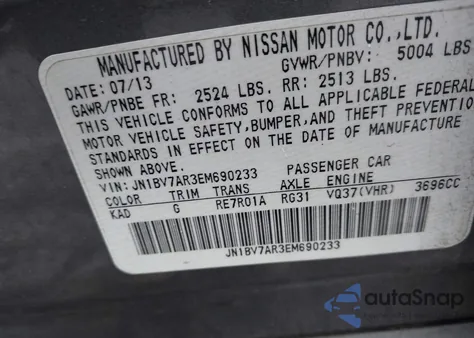 MANUFACTURED BY NISSAN MOTOR CO.,LTD.
DATE: 07/13 GVWR/PNBV: 5004 LBS
GAWR/PNBE FR: 2524 LBS. RR: 2513 LBS.
THIS VEHICLE CONFORMS TO ALL APPLICABLE FEDERAL
MOTOR VEHICLE SAFETY,BUMPER,AND THEFT PREVENTION
STANDARDS IN EFFECT ON THE DATE OF MANUFACTURE
SHOWN ABOVE.
VIN: JN1BV7AR3EM690233 PASSENGER CAR
COLOR TRIM TRANS AXLE ENGINE
KAD G RE7R01A RG31 VQ37(VHR) 3696CC
JN1BV7AR3EM690233
autoSnap